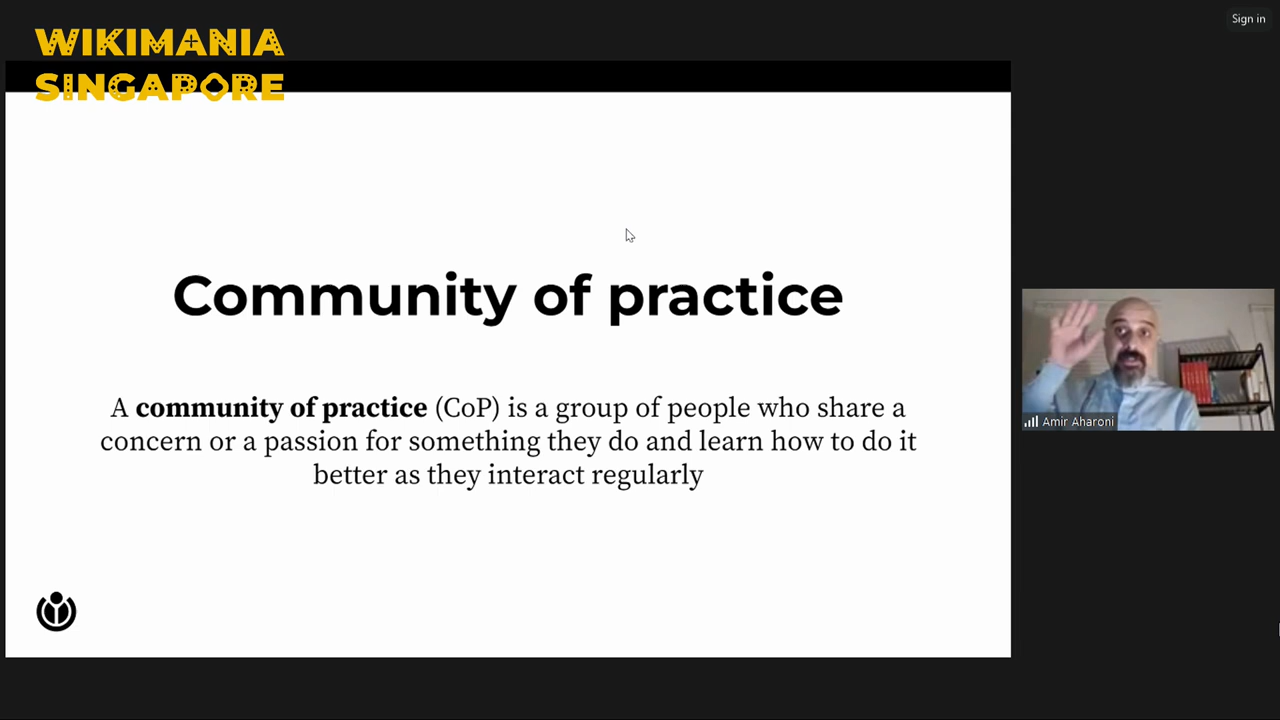 Sign in
WIKIMANIA
SINGAPORE
Community of practice
A community of practice (CoP) is a group of people who share a
concern or a passion for something they do and learn how to do it
better as they interact regularly
Amir Aharoni